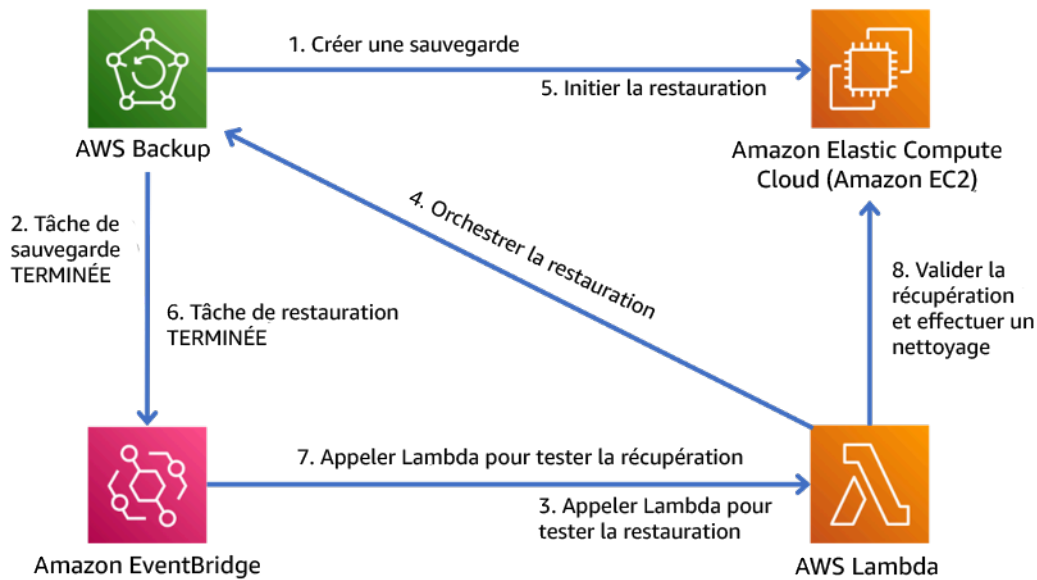 1. Créer une sauvegarde
5. Initier la restauration
AWS Backup
Amazon Elastic Compute
Cloud (Amazon EC2)
2. Tâche de
sauvegarde
TERMINÉE
4. Orchestrer la restauration
8. Valider la
récupération
et effectuer un
nettoyage
6. Tâche de restauration
TERMINÉE
7. Appeler Lambda pour tester la récupération
3. Appeler Lambda pour
tester la restauration
Amazon EventBridge
AWS Lambda